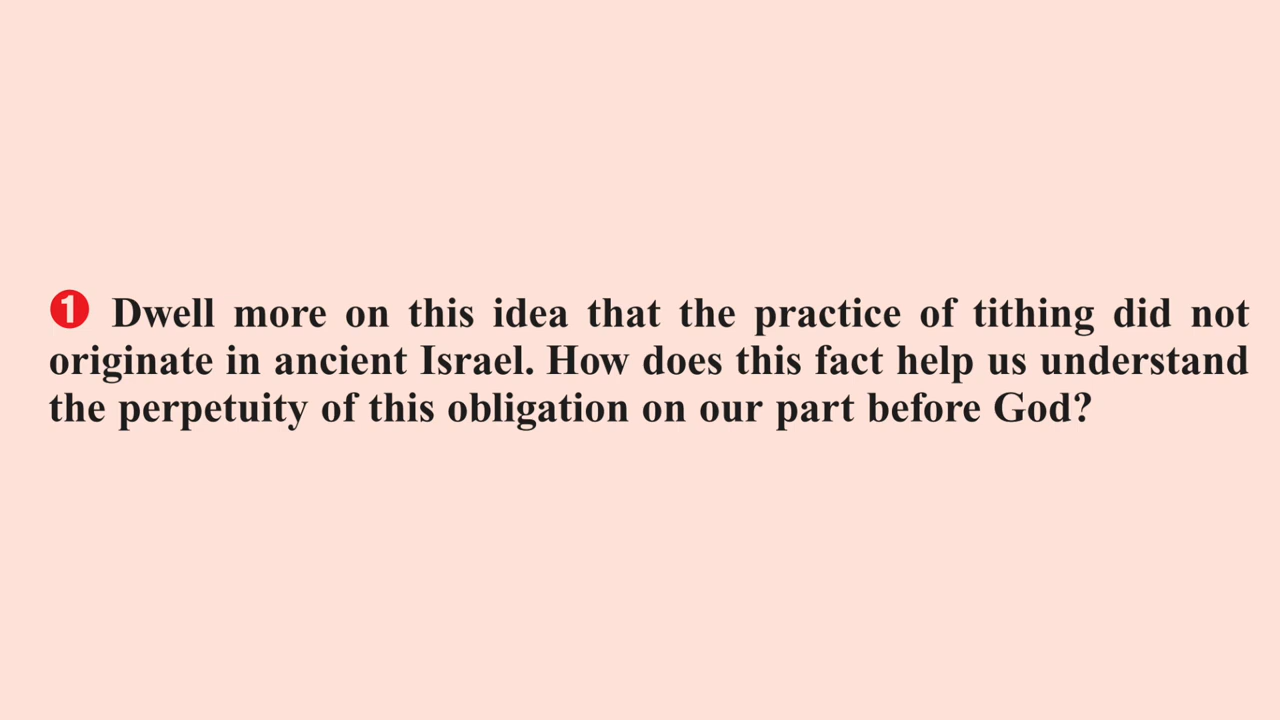 ❶ Dwell more on this idea that the practice of tithing did not
originate in ancient Israel. How does this fact help us understand
the perpetuity of this obligation on our part before God?